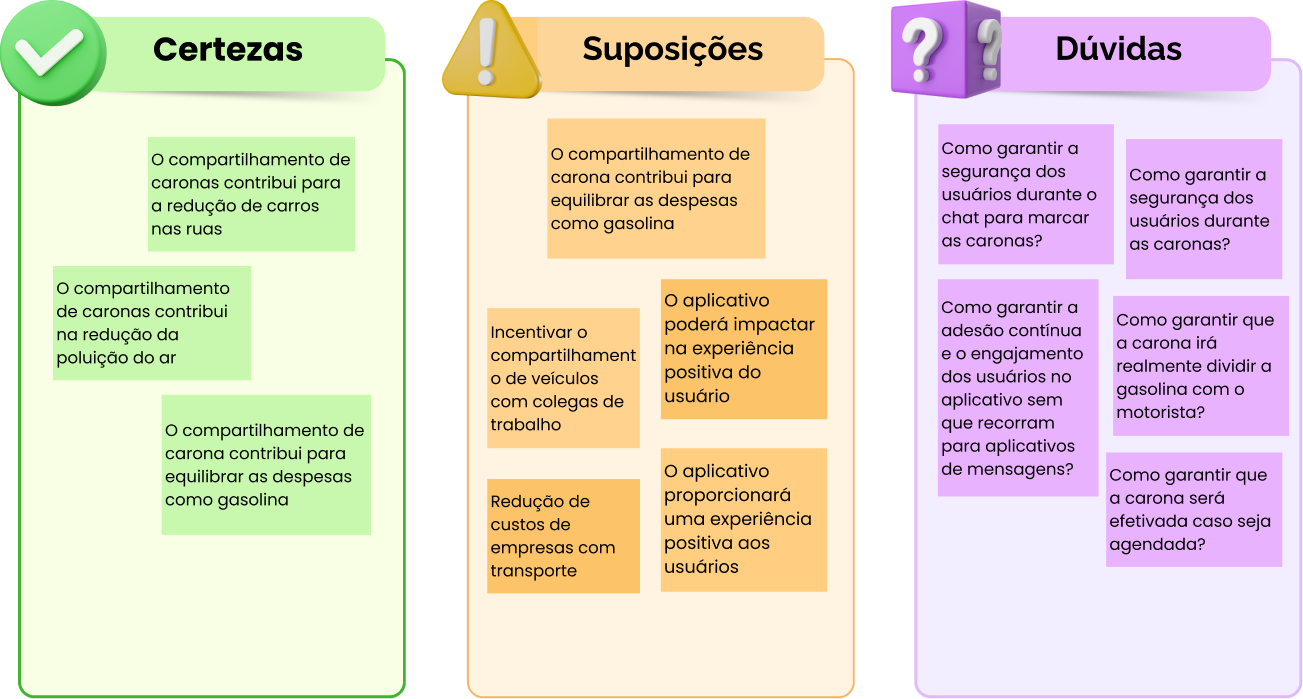 Certezas
O compartilhamento de
caronas contribui para
a redução de carros
nas ruas
O compartilhamento
de caronas contribui
na redução da
poluição do ar
O compartilhamento de
carona contribui para
equilibrar as despesas
como gasolina
Suposições
O compartilhamento de
carona contribui para
equilibrar as despesas
como gasolina
Incentivar o
compartilhament
o de veículos
com colegas de
trabalho
O aplicativo
poderá impactar
na experiência
positiva do
usuário
Redução de
custos de
empresas com
transporte
O aplicativo
proporcionará
uma experiência
positiva aos
usuários
Dúvidas
Como garantir a
segurança dos
usuários durante o
chat para marcar
as caronas?
Como garantir a
segurança dos
usuários durante
as caronas?
Como garantir a
adesão contínua
e o engajamento
dos usuários no
aplicativo sem
que recorram
para aplicativos
de mensagens?
Como garantir que
a carona irá
realmente dividir a
gasolina com o
motorista?
Como garantir que
a carona será
efetivada caso seja
agendada?